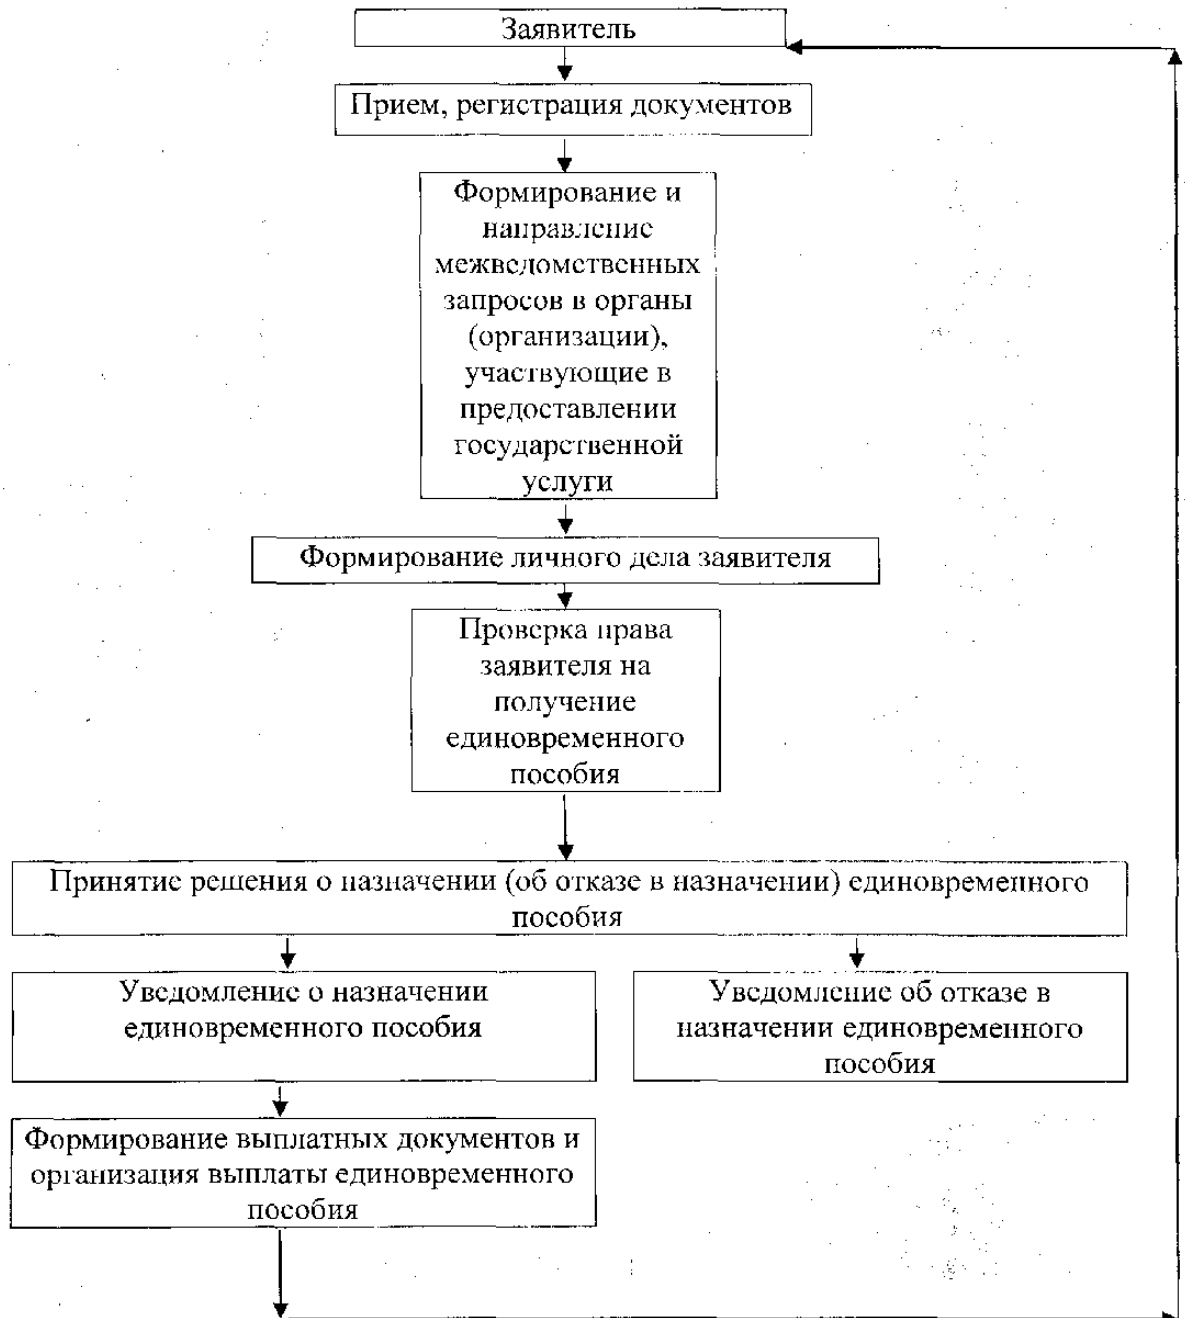 Заявитель
Прием, регистрация документов
Формирование и
направление
межведомственных
запросов в органы
(организации),
участвующие в
предоставлении
государственной
услуги
Формирование личного дела заявителя
Проверка права
заявителя на
получение
единовременного
пособия
Принятие решения о назначении (об отказе в назначении) единовременного
пособия
Уведомление о назначении
единовременного пособия
Уведомление об отказе в
назначении единовременного
пособия
Формирование выплатных документов и
организация выплаты единовременного
пособия